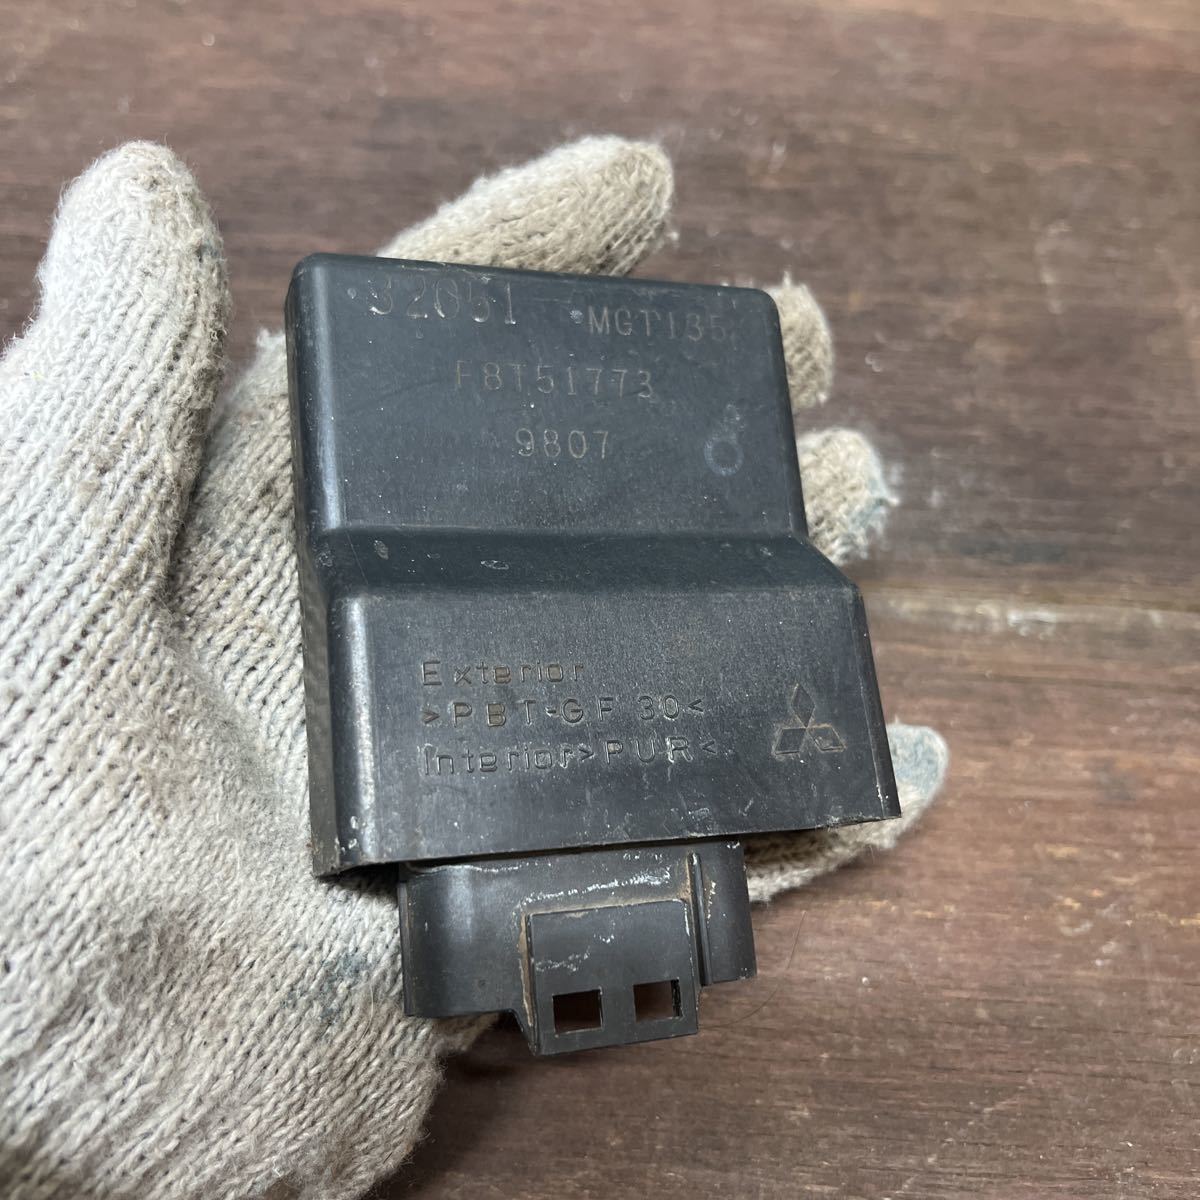 32051 MGT135
F8T51773
9807
Exterior
>PBT-GF 30<
Interior>PUR<